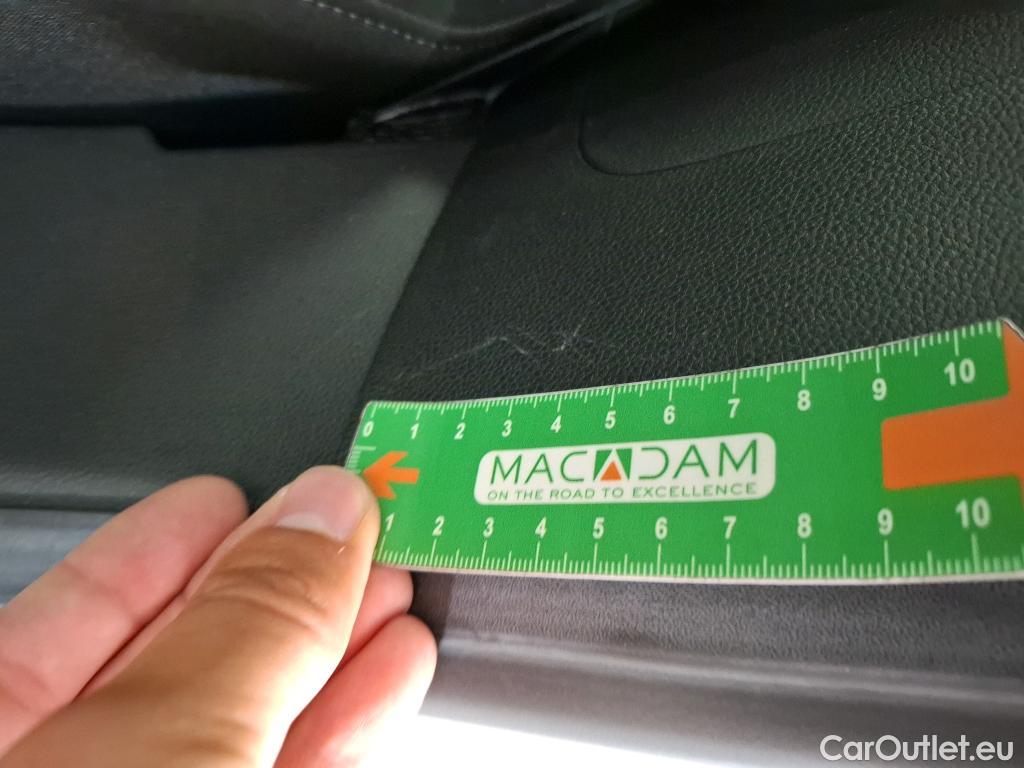 0 1 2 3 4 5 6 7 8 9 10
MACADAM
ON THE ROAD TO EXCELLENCE
1 2 3 4 5 6 7 8 9 10
CarOutlet.eu